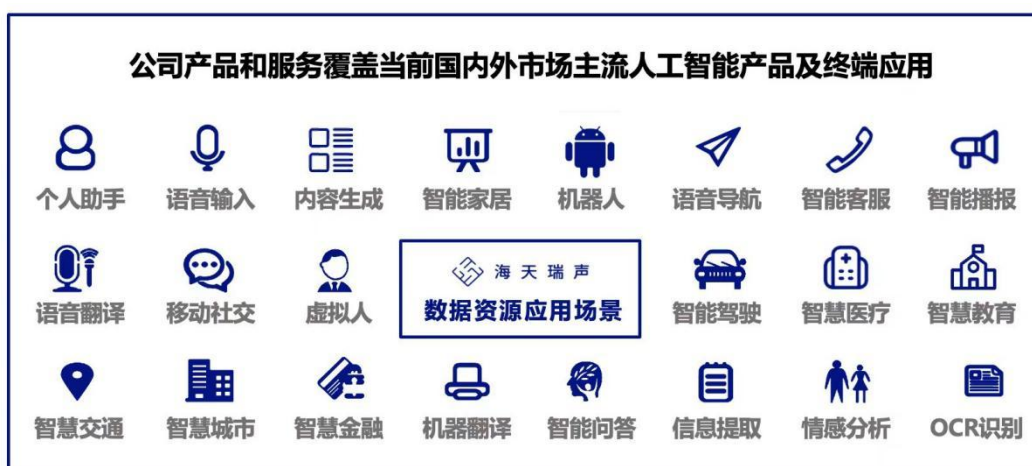 公司产品和服务覆盖当前国内外市场主流人工智能产品及终端应用
个人助手 语音输入 内容生成 智能家居 机器人 语音导航 智能客服 智能播报
海天瑞声
语音翻译 移动社交 虚拟人 数据资源应用场景 智能驾驶 智慧医疗 智慧教育
智慧交通 智慧城市 智慧金融 机器翻译 智能问答 信息提取 情感分析 OCR识别